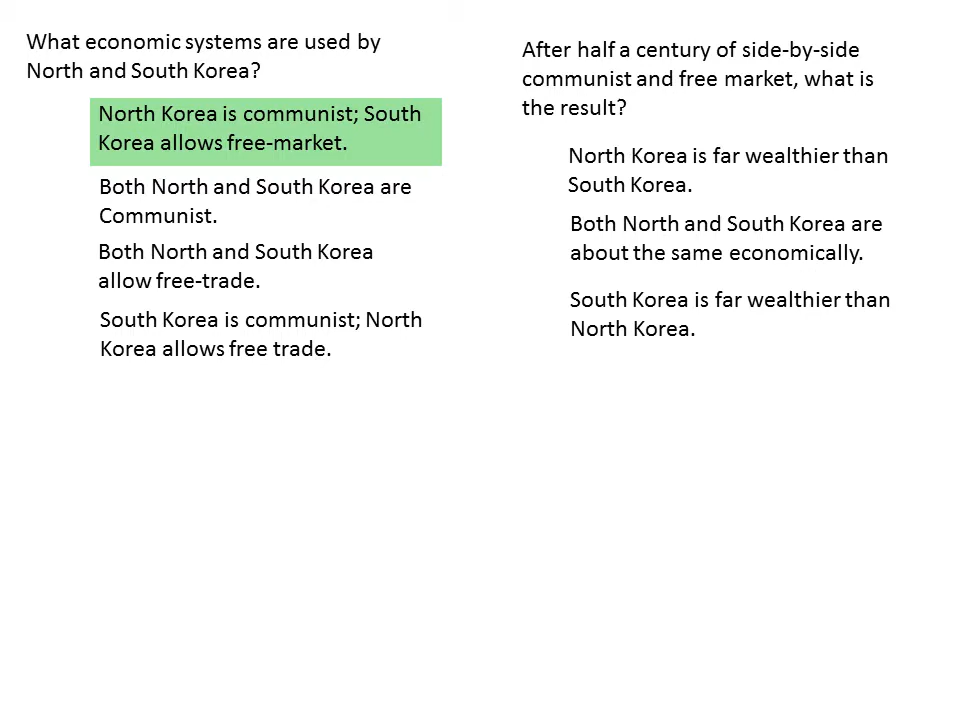 What economic systems are used by
North and South Korea?
North Korea is communist; South
Korea allows free-market.
Both North and South Korea are
Communist.
Both North and South Korea
allow free-trade.
South Korea is communist; North
Korea allows free trade.
After half a century of side-by-side
communist and free market, what is
the result?
North Korea is far wealthier than
South Korea.
Both North and South Korea are
about the same economically.
South Korea is far wealthier than
North Korea.